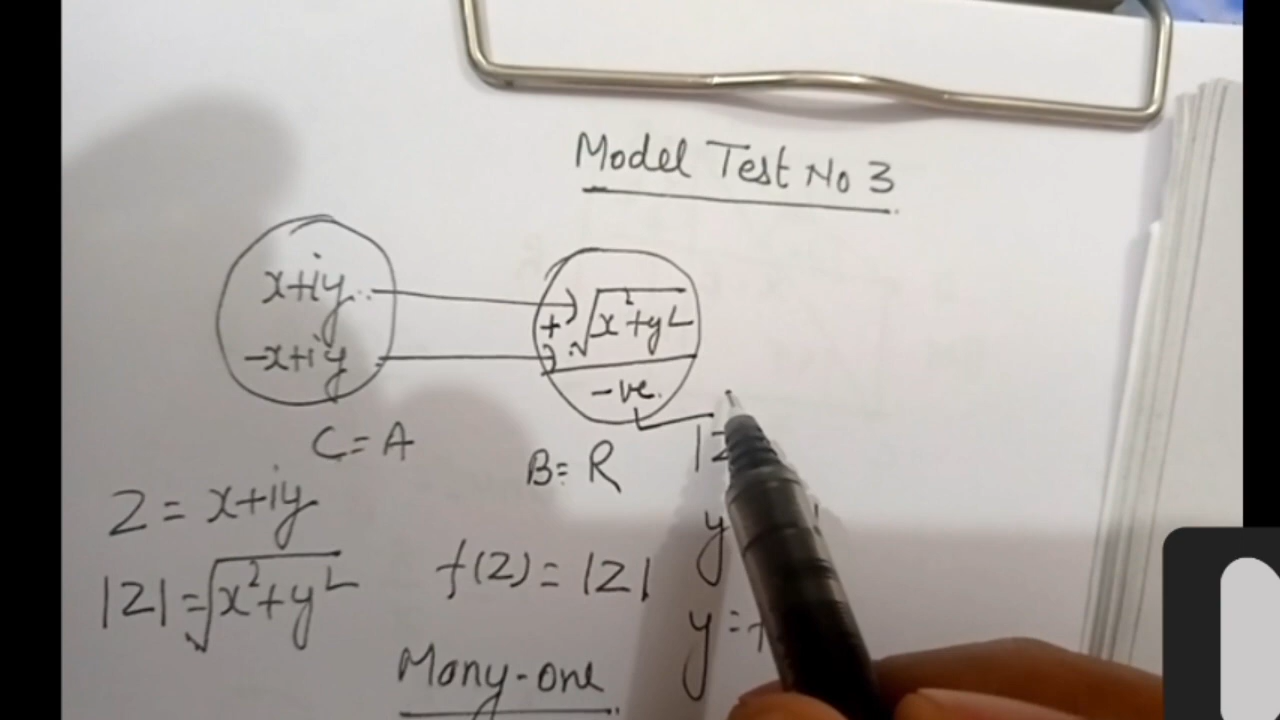 Model Test No 3
x+iy
-x+iy
+ √x²+y²
-ve
C = A
B = R
|z
z = x+iy
|z| = √x²+y²
f(z) = |z|
y
y =
Many-one